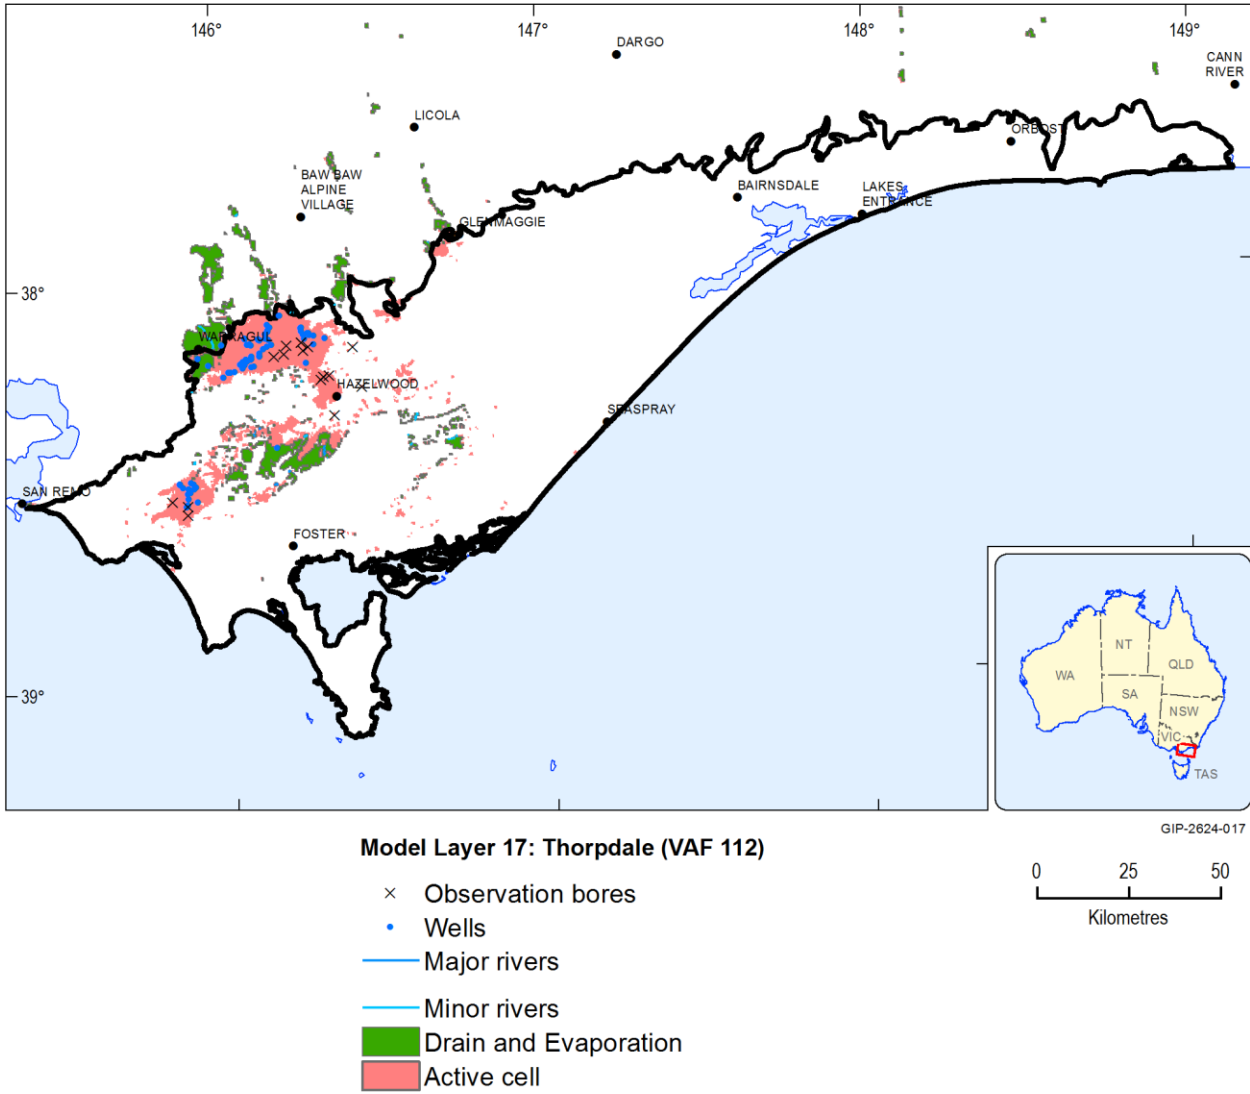 146°
147°
148°
149°
DARGO
CANN
RIVER
LICOLA
ORBOST
BAW BAW
ALPINE
VILLAGE
BAIRNSDALE
LAKES
ENTRANCE
GLENMAGGIE
38°
WARRAGUL
HAZELWOOD
SEASPRAY
SAN REMO
FOSTER
39°
NT
WA
QLD
SA
NSW
VIC
TAS
GIP-2624-017
Model Layer 17: Thorpdale (VAF 112)
Observation bores
Wells
Major rivers
Minor rivers
Drain and Evaporation
Active cell
0 25 50
Kilometres